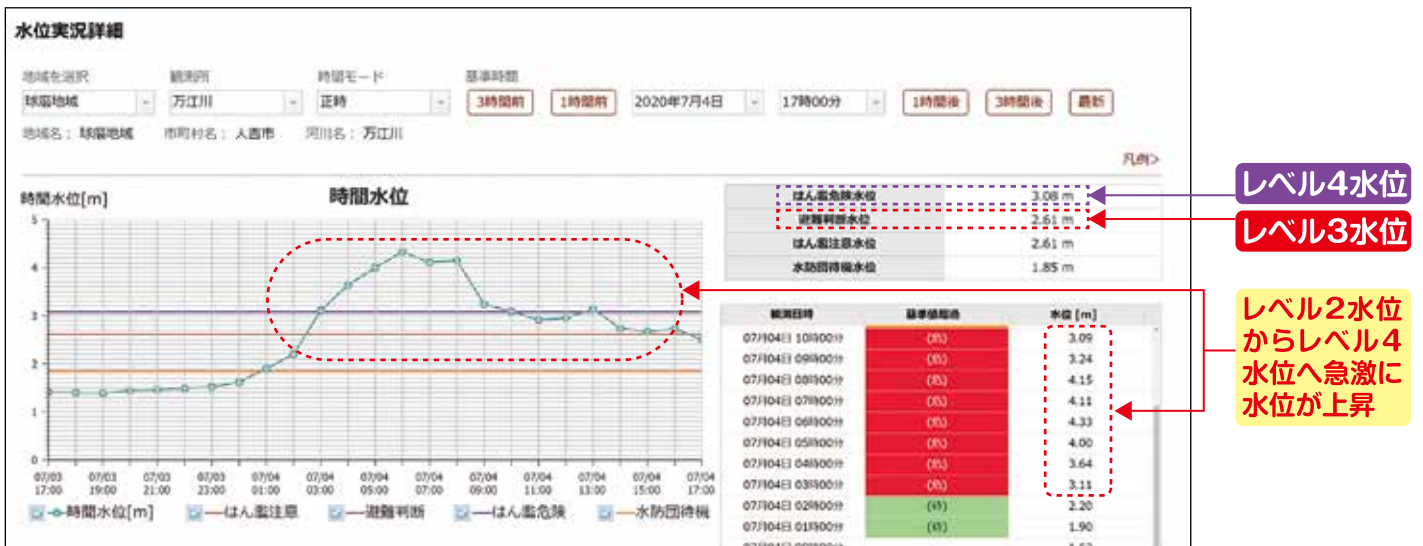 水位実況詳細
地域を選択 観測所 時間モード 基準時間
球磨地域 万江川 正時 3時間前 1時間前 2020年7月4日 17時00分 1時間後 3時間後 最新
地域名： 球磨地域 市町村名： 人吉市 河川名： 万江川
凡例>
時間水位[m] 時間水位
5
4
3
2
1
0
07/03 07/03 07/03 07/03 07/04 07/04 07/04 07/04 07/04 07/04 07/04 07/04 07/04
17:00 19:00 21:00 23:00 01:00 03:00 05:00 07:00 09:00 11:00 13:00 15:00 17:00
時間水位[m] はん濫注意 避難判断 はん濫危険 水防団待機
はん濫危険水位 3.08 m
避難判断水位 2.61 m
はん濫注意水位 2.61 m
水防団待機水位 1.85 m
観測日時 基準値超過 水位 [m]
07月04日 10時00分 (危) 3.09
07月04日 09時00分 (危) 3.24
07月04日 08時00分 (危) 4.15
07月04日 07時00分 (危) 4.11
07月04日 06時00分 (危) 4.33
07月04日 05時00分 (危) 4.00
07月04日 04時00分 (危) 3.64
07月04日 03時00分 (危) 3.11
07月04日 02時00分 (待) 2.20
07月04日 01時00分 (待) 1.90
レベル4水位
レベル3水位
レベル2水位
からレベル4
水位へ急激に
水位が上昇